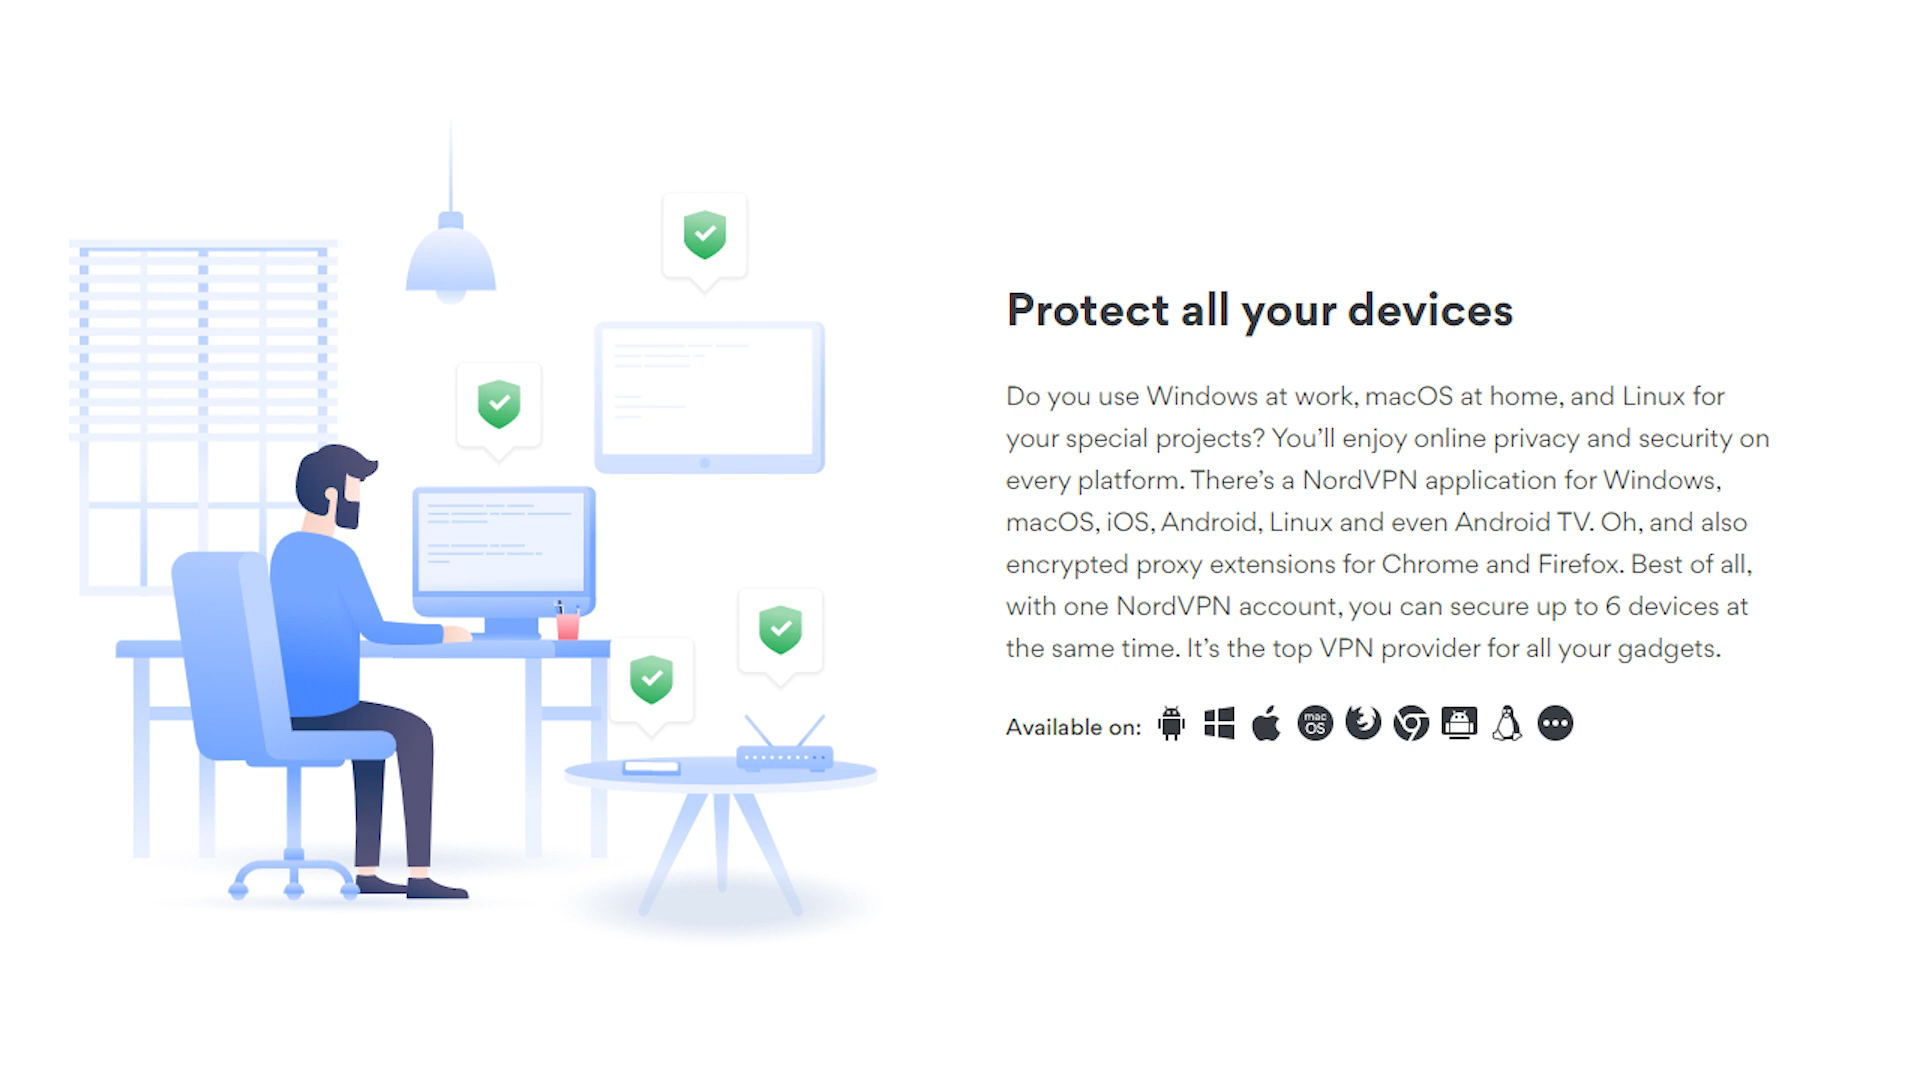 Protect all your devices
Do you use Windows at work, macOS at home, and Linux for
your special projects? You’ll enjoy online privacy and security on
every platform. There’s a NordVPN application for Windows,
macOS, iOS, Android, Linux and even Android TV. Oh, and also
encrypted proxy extensions for Chrome and Firefox. Best of all,
with one NordVPN account, you can secure up to 6 devices at
the same time. It’s the top VPN provider for all your gadgets.
Available on:
mac
OS